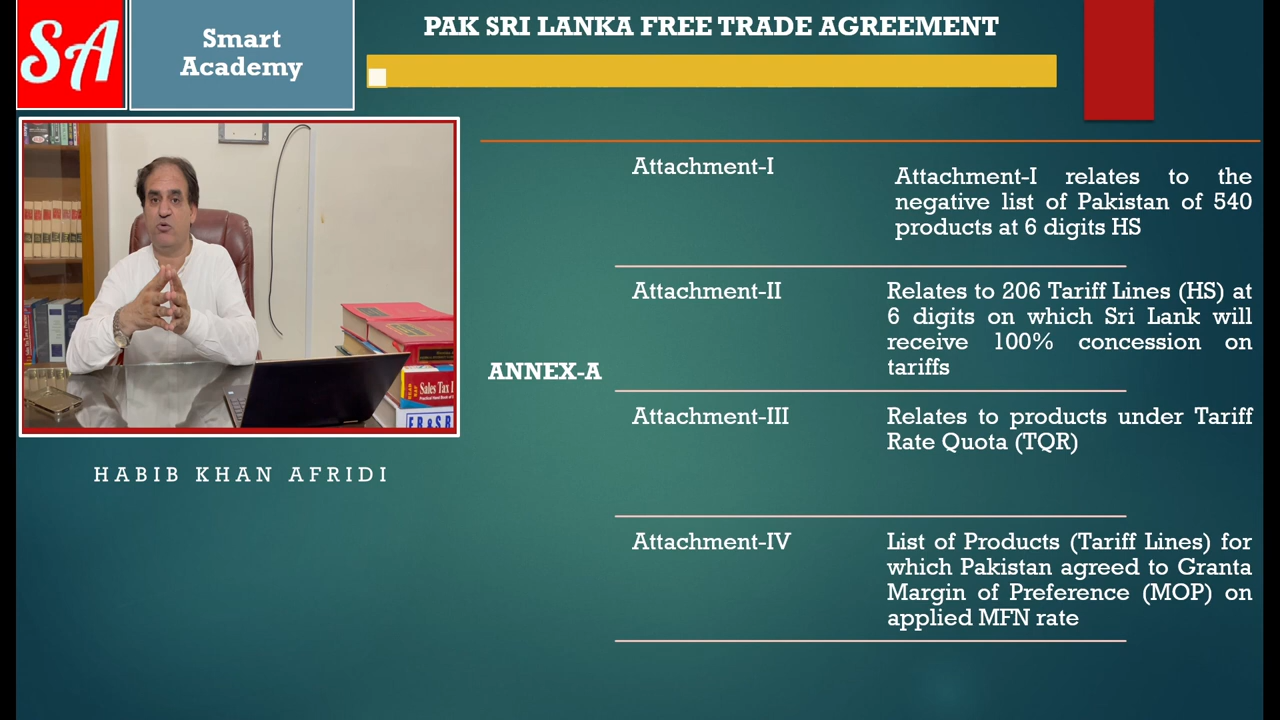 SA
Smart
Academy
PAK SRI LANKA FREE TRADE AGREEMENT
HABIB KHAN AFRIDI
ANNEX-A
Attachment-I
Attachment-I relates to the
negative list of Pakistan of 540
products at 6 digits HS
Attachment-II
Relates to 206 Tariff Lines (HS) at
6 digits on which Sri Lank will
receive 100% concession on
tariffs
Attachment-III
Relates to products under Tariff
Rate Quota (TQR)
Attachment-IV
List of Products (Tariff Lines) for
which Pakistan agreed to Granta
Margin of Preference (MOP) on
applied MFN rate
Sales Tax